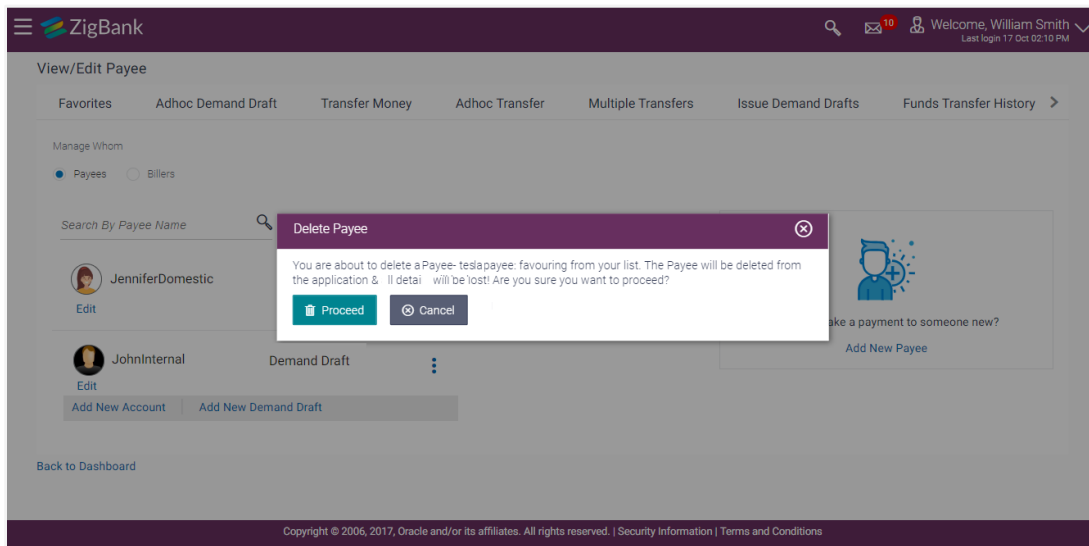 ZigBank
10
Welcome, William Smith
Last login 17 Oct 02:10 PM
View/Edit Payee
Favorites Adhoc Demand Draft Transfer Money Adhoc Transfer Multiple Transfers Issue Demand Drafts Funds Transfer History
Manage Whom
Payees Billers
Search By Payee Name
Delete Payee
You are about to delete a Payee- teslapayee: favouring from your list. The Payee will be deleted from
the application & ll detai will be lost! Are you sure you want to proceed?
Proceed Cancel
JenniferDomestic
Edit
ake a payment to someone new?
Add New Payee
JohnInternal Demand Draft
Edit
Add New Account Add New Demand Draft
Back to Dashboard
Copyright © 2006, 2017, Oracle and/or its affiliates. All rights reserved. | Security Information | Terms and Conditions